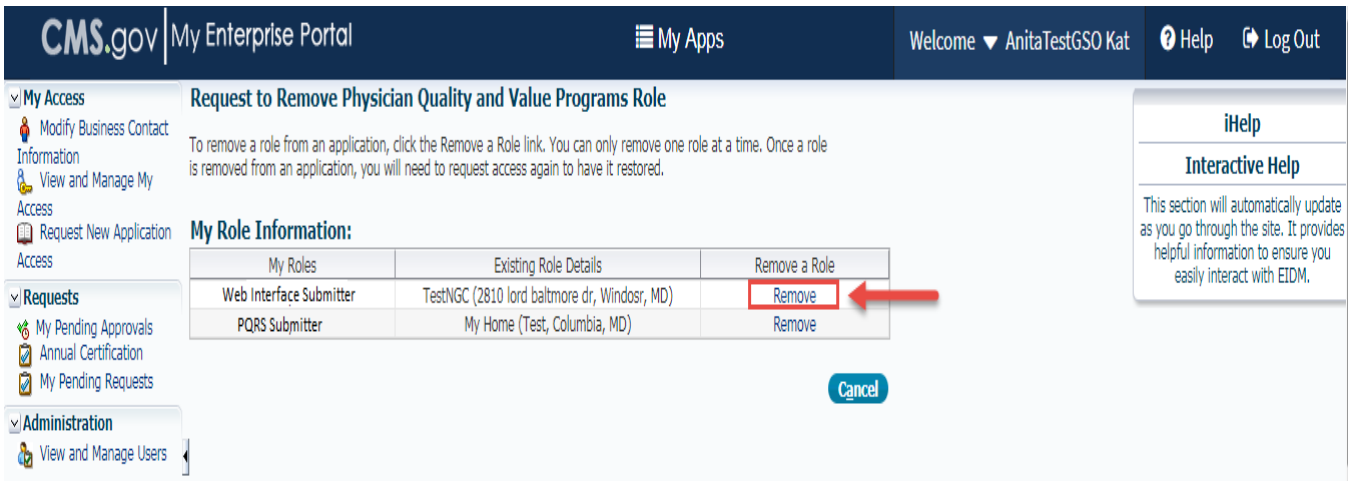 CMS.gov | My Enterprise Portal
My Apps
Welcome AnitaTestGSO Kat
Help
Log Out
My Access
Modify Business Contact
Information
View and Manage My
Access
Request New Application
Access
Requests
My Pending Approvals
Annual Certification
My Pending Requests
Administration
View and Manage Users
Request to Remove Physician Quality and Value Programs Role
To remove a role from an application, click the Remove a Role link. You can only remove one role at a time. Once a role
is removed from an application, you will need to request access again to have it restored.
My Role Information:
My Roles Existing Role Details Remove a Role
Web Interface Submitter TestNGC (2810 lord baltmore dr, Windosr, MD) Remove
PQRS Submitter My Home (Test, Columbia, MD) Remove
Cancel
iHelp
Interactive Help
This section will automatically update
as you go through the site. It provides
helpful information to ensure you
easily interact with EIDM.